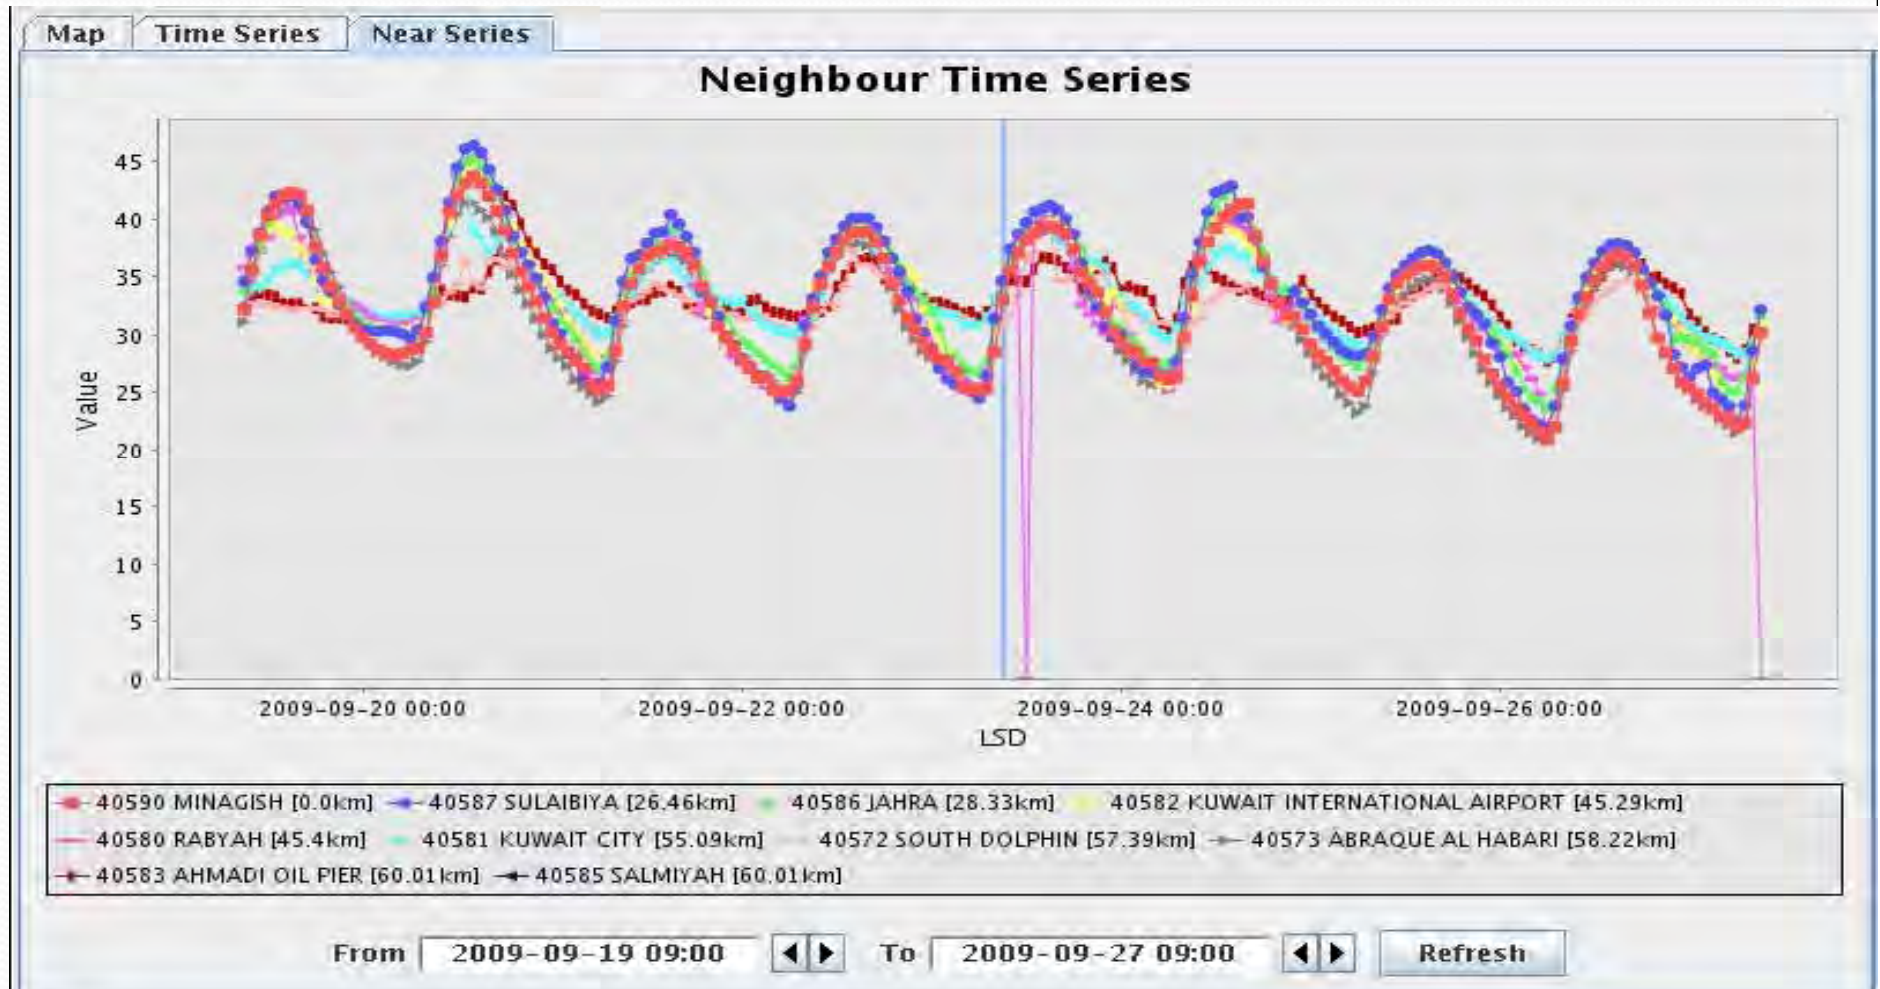 Map Time Series Near Series
Neighbour Time Series
45
40
35
30
25
20
15
10
5
0
Value
2009-09-20 00:00 2009-09-22 00:00 2009-09-24 00:00 2009-09-26 00:00
LSD
40590 MINAGISH [0.0km] 40587 SULAIBIYA [26.46km] 40586 JAHRA [28.33km] 40582 KUWAIT INTERNATIONAL AIRPORT [45.29km]
40580 RABYAH [45.4km] 40581 KUWAIT CITY [55.09km] 40572 SOUTH DOLPHIN [57.39km] 40573 ABRAQUE AL HABARI [58.22km]
40583 AHMADI OIL PIER [60.01km] 40585 SALMIYAH [60.01km]
From 2009-09-19 09:00 To 2009-09-27 09:00 Refresh